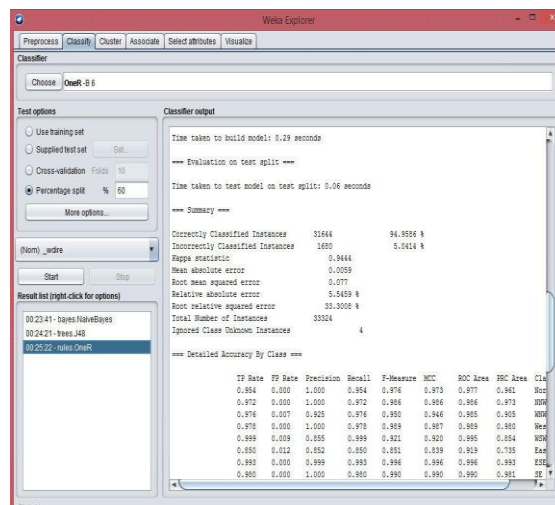 Weka Explorer
Preprocess Classify Cluster Associate Select attributes Visualize
Classifier
Choose OneR -B 6
Test options
Use training set
Supplied test set Set...
Cross-validation Folds 10
Percentage split % 60
More options...
(Nom) _wdire
Start Stop
Result list (right-click for options)
00:23:41 - bayes.NaiveBayes
00:24:21 - trees.J48
00:25:22 - rules.OneR
Classifier output
Time taken to build model: 0.29 seconds
=== Evaluation on test split ===
Time taken to test model on test split: 0.06 seconds
=== Summary ===
Correctly Classified Instances 31644 94.9586 %
Incorrectly Classified Instances 1680 5.0414 %
Kappa statistic 0.9444
Mean absolute error 0.0059
Root mean squared error 0.077
Relative absolute error 5.5459 %
Root relative squared error 33.3008 %
Total Number of Instances 33324
Ignored Class Unknown Instances 4
=== Detailed Accuracy By Class ===
TP Rate FP Rate Precision Recall F-Measure MCC ROC Area PRC Area Cla
0.954 0.000 1.000 0.954 0.976 0.973 0.977 0.961 Nor
0.972 0.000 1.000 0.972 0.986 0.986 0.986 0.973 NNW
0.976 0.007 0.925 0.976 0.950 0.946 0.985 0.905 WNW
0.978 0.000 1.000 0.978 0.989 0.987 0.989 0.980 Wes
0.999 0.009 0.855 0.999 0.921 0.920 0.995 0.854 WSW
0.850 0.012 0.852 0.850 0.851 0.839 0.919 0.735 Eas
0.993 0.000 0.999 0.993 0.996 0.996 0.996 0.993 ESE
0.980 0.000 1.000 0.980 0.990 0.990 0.990 0.981 SE